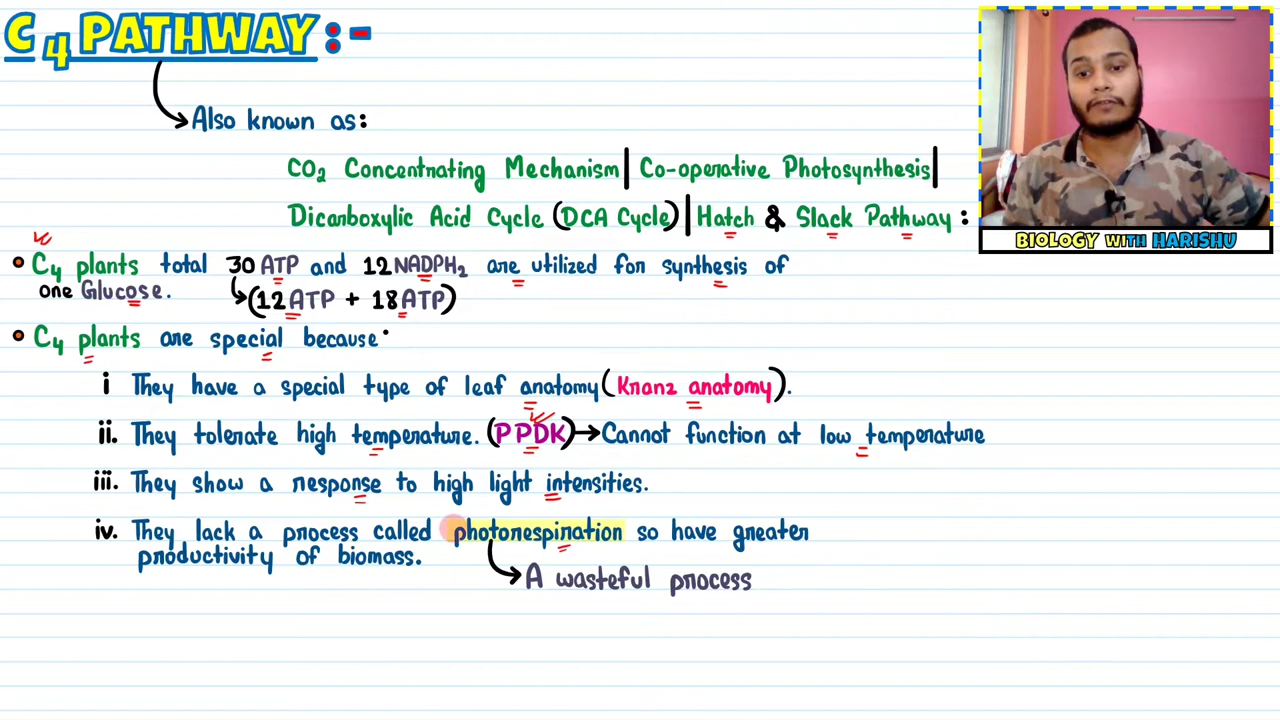 C4 PATHWAY :-
Also known as:
CO2 Concentrating Mechanism| Co-operative Photosynthesis|
Dicarboxylic Acid Cycle (DCA Cycle)| Hatch & Slack Pathway :
BIOLOGY WITH HARISHU
• C4 plants total 30 ATP and 12 NADPH2 are utilized for synthesis of
one Glucose.
(12 ATP + 18 ATP)
• C4 plants are special because
i They have a special type of leaf anatomy (Kranz anatomy).
ii. They tolerate high temperature. (PPDK)→Cannot function at low temperature
iii. They show a response to high light intensities.
iv. They lack a process called photorespiration so have greater
productivity of biomass.
A wasteful process